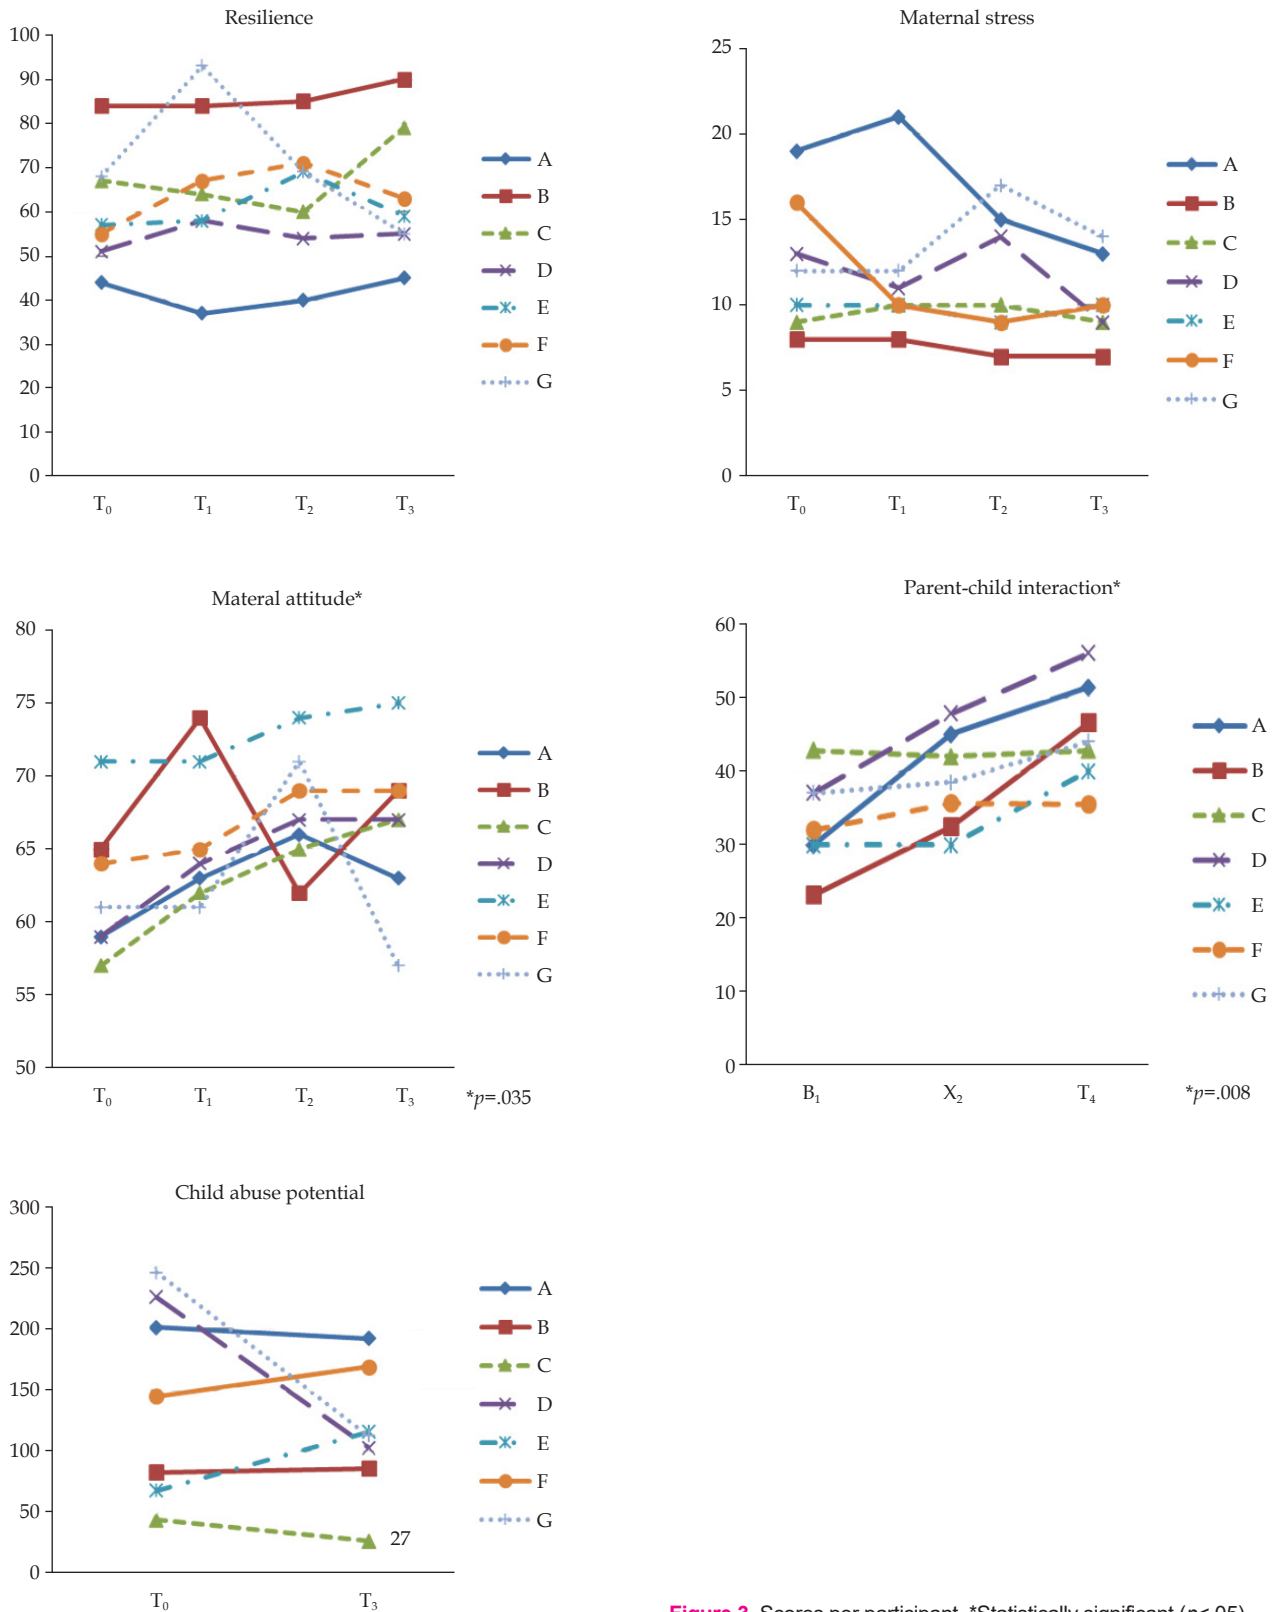 Resilience
100
90
80
70
60
50
40
30
20
10
0
T₀ T₁ T₂ T₃
A
B
C
D
E
F
G
Maternal stress
25
20
15
10
5
0
T₀ T₁ T₂ T₃
A
B
C
D
E
F
G
Materal attitude*
80
75
70
65
60
55
50
T₀ T₁ T₂ T₃
*p=.035
A
B
C
D
E
F
G
Parent-child interaction*
60
50
40
30
20
10
0
B₁ X₂ T₄
*p=.008
A
B
C
D
E
F
G
Child abuse potential
300
250
200
150
100
50
0
27
T₀ T₃
A
B
C
D
E
F
G
Figure 3. Scores per participant. *Statistically significant (p<.05)